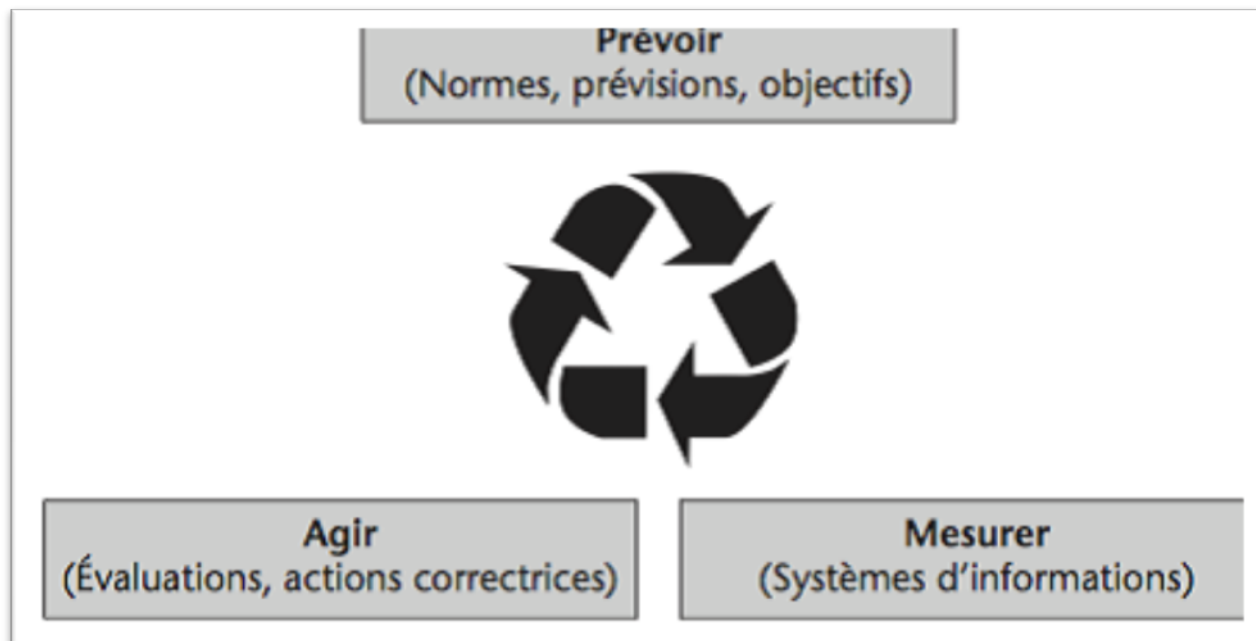 Prévoir
(Normes, prévisions, objectifs)
Agir
(Évaluations, actions correctrices)
Mesurer
(Systèmes d'informations)